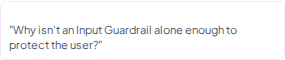 "Why isn't an Input Guardrail alone enough to
protect the user?"